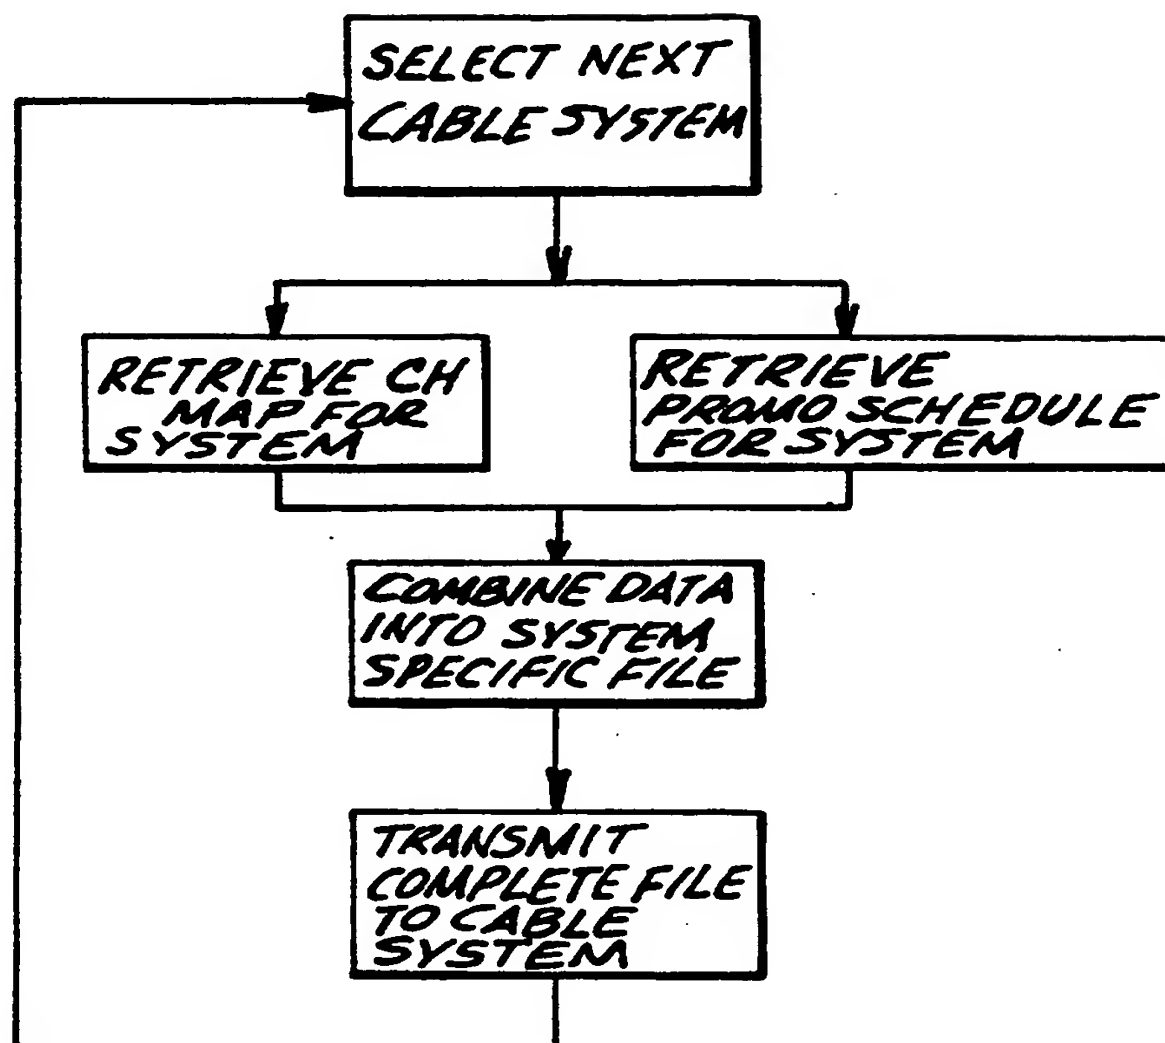 SELECT NEXT
CABLE SYSTEM
RETRIEVE CH
MAP FOR
SYSTEM
RETRIEVE
PROMO SCHEDULE
FOR SYSTEM
COMBINE DATA
INTO SYSTEM
SPECIFIC FILE
TRANSMIT
COMPLETE FILE
TO CABLE
SYSTEM